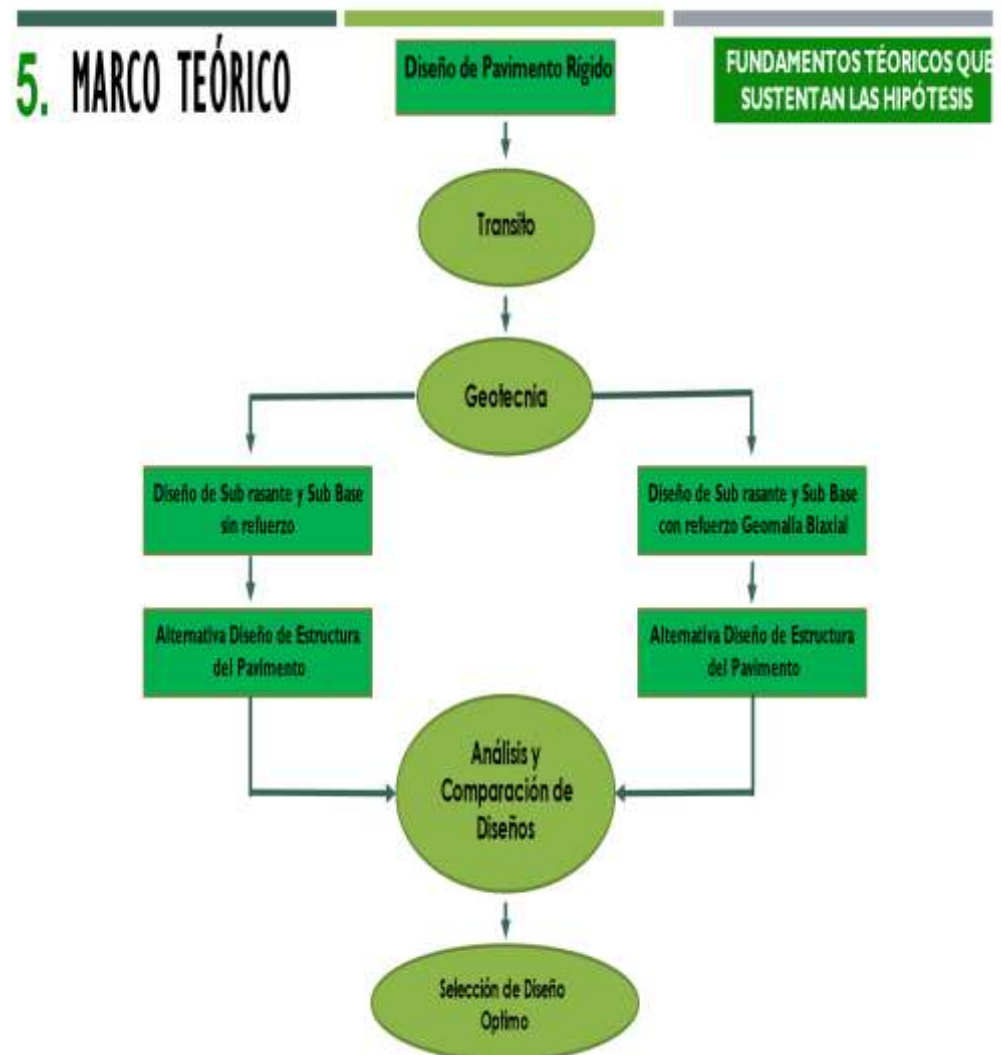 5. MARCO TEÓRICO
Diseño de Pavimento Rígido
FUNDAMENTOS TÉORICOS QUE
SUSTENTAN LAS HIPÓTESIS
Transito
Geotecnia
Diseño de Sub rasante y Sub Base
sin refuerzo
Diseño de Sub rasante y Sub Base
con refuerzo Geomalla Biaxial
Alternativa Diseño de Estructura
del Pavimento
Alternativa Diseño de Estructura
del Pavimento
Análisis y
Comparación de
Diseños
Selección de Diseño
Optimo